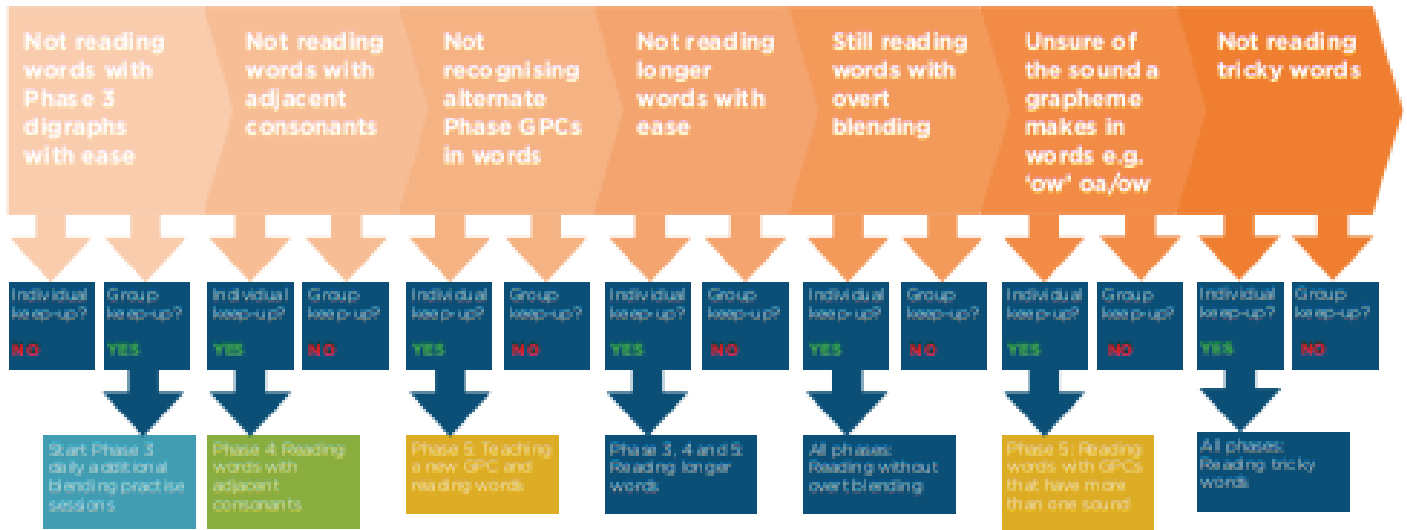 Not reading
words with
Phase 3
digraphs
with ease
Not reading
words with
adjacent
consonants
Not
recognising
alternate
Phase GPCs
in words
Not reading
longer
words with
ease
Still reading
words with
overt
blending
Unsure of
the sound a
grapheme
makes in
words e.g.
‘ow’ oa/ow
Not reading
tricky words
Individual
keep-up?
NO
Group
keep-up?
YES
Individual
keep-up?
YES
Group
keep-up?
NO
Individual
keep-up?
YES
Group
keep-up?
NO
Individual
keep-up?
YES
Group
keep-up?
NO
Individual
keep-up?
YES
Group
keep-up?
NO
Individual
keep-up?
YES
Group
keep-up?
NO
Individual
keep-up?
YES
Group
keep-up?
NO
Start Phase 3
daily additional
blending practise
sessions
Phase 4: Reading
words with
adjacent
consonants
Phase 5: Teaching
a new GPC and
reading words
Phase 3, 4 and 5:
Reading longer
words
All phases:
Reading without
overt blending
Phase 5: Reading
words with GPCs
that have more
than one sound
All phases:
Reading tricky
words